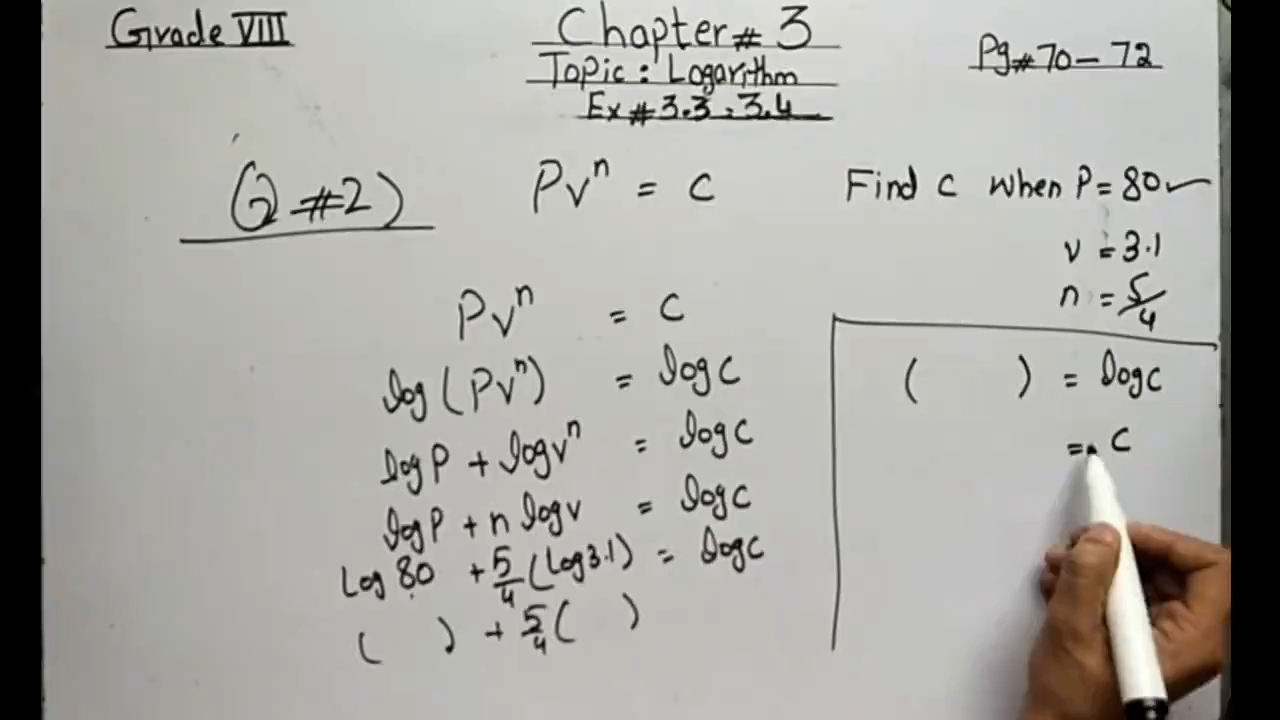 Grade VIII
Chapter # 3
Topic : Logarithm
Ex # 3.3 , 3.4
Pg # 70 - 72
Q #2)
Pvⁿ = C
Find C when P = 80
v = 3.1
n = 5/4
Pvⁿ = C
log(Pvⁿ) = log C
log P + log vⁿ = log C
log P + n log v = log C
Log 80 + 5/4 (log 3.1) = log C
(   ) + 5/4 (   )
(   ) = log C
= C